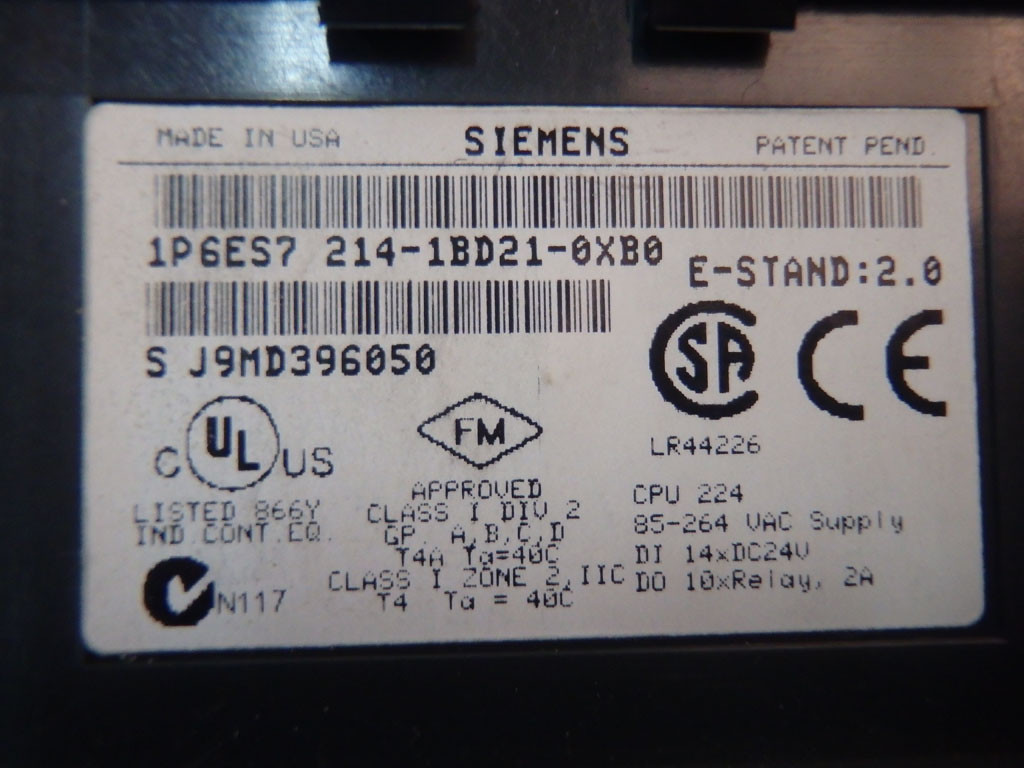 MADE IN USA SIEMENS PATENT PEND.
1P6ES7 214-1BD21-0XB0
E-STAND:2.0
S J9MD396050
SA CE
C UL US
FM
LR44226
APPROVED
CLASS I DIV 2
GP. A,B,C,D
T4A Ta=40C
CLASS I ZONE 2,IIC
T4 Ta = 40C
LISTED 866Y
IND.CONT.EQ.
N117
CPU 224
85-264 VAC Supply
DI 14xDC24V
DO 10xRelay, 2A